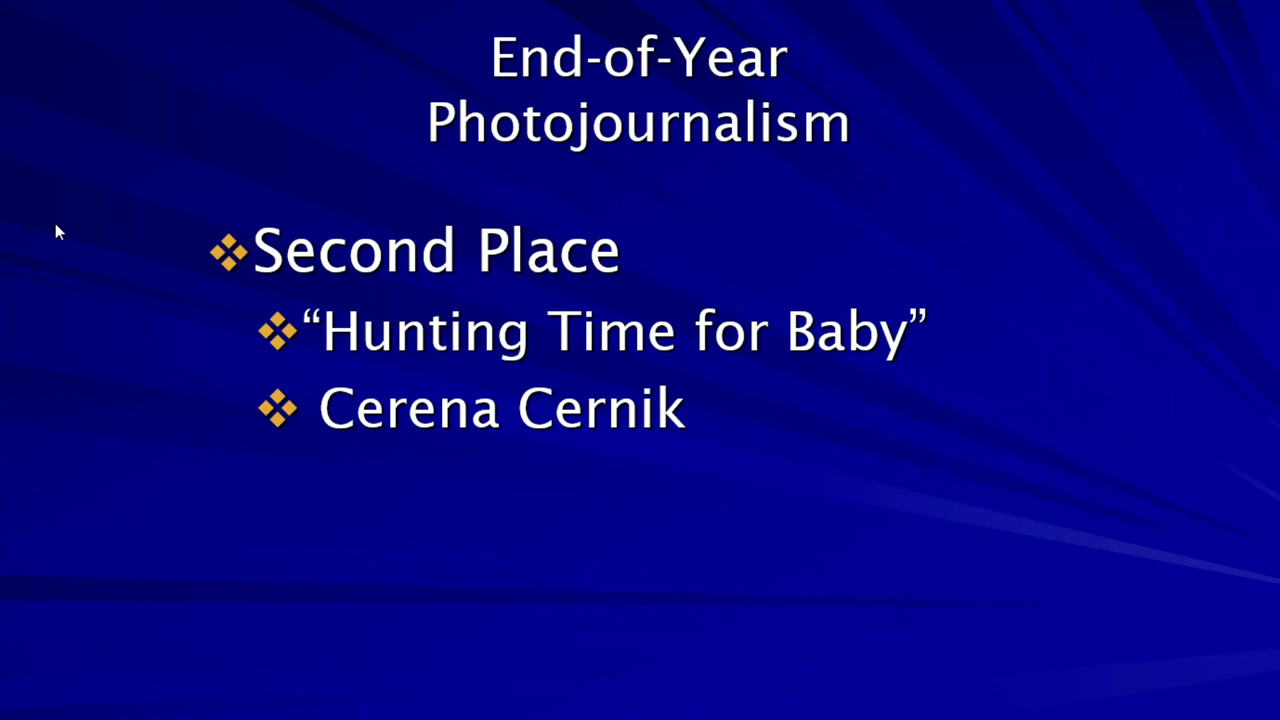 End-of-Year
Photojournalism
Second Place
“Hunting Time for Baby”
Cerena Cernik